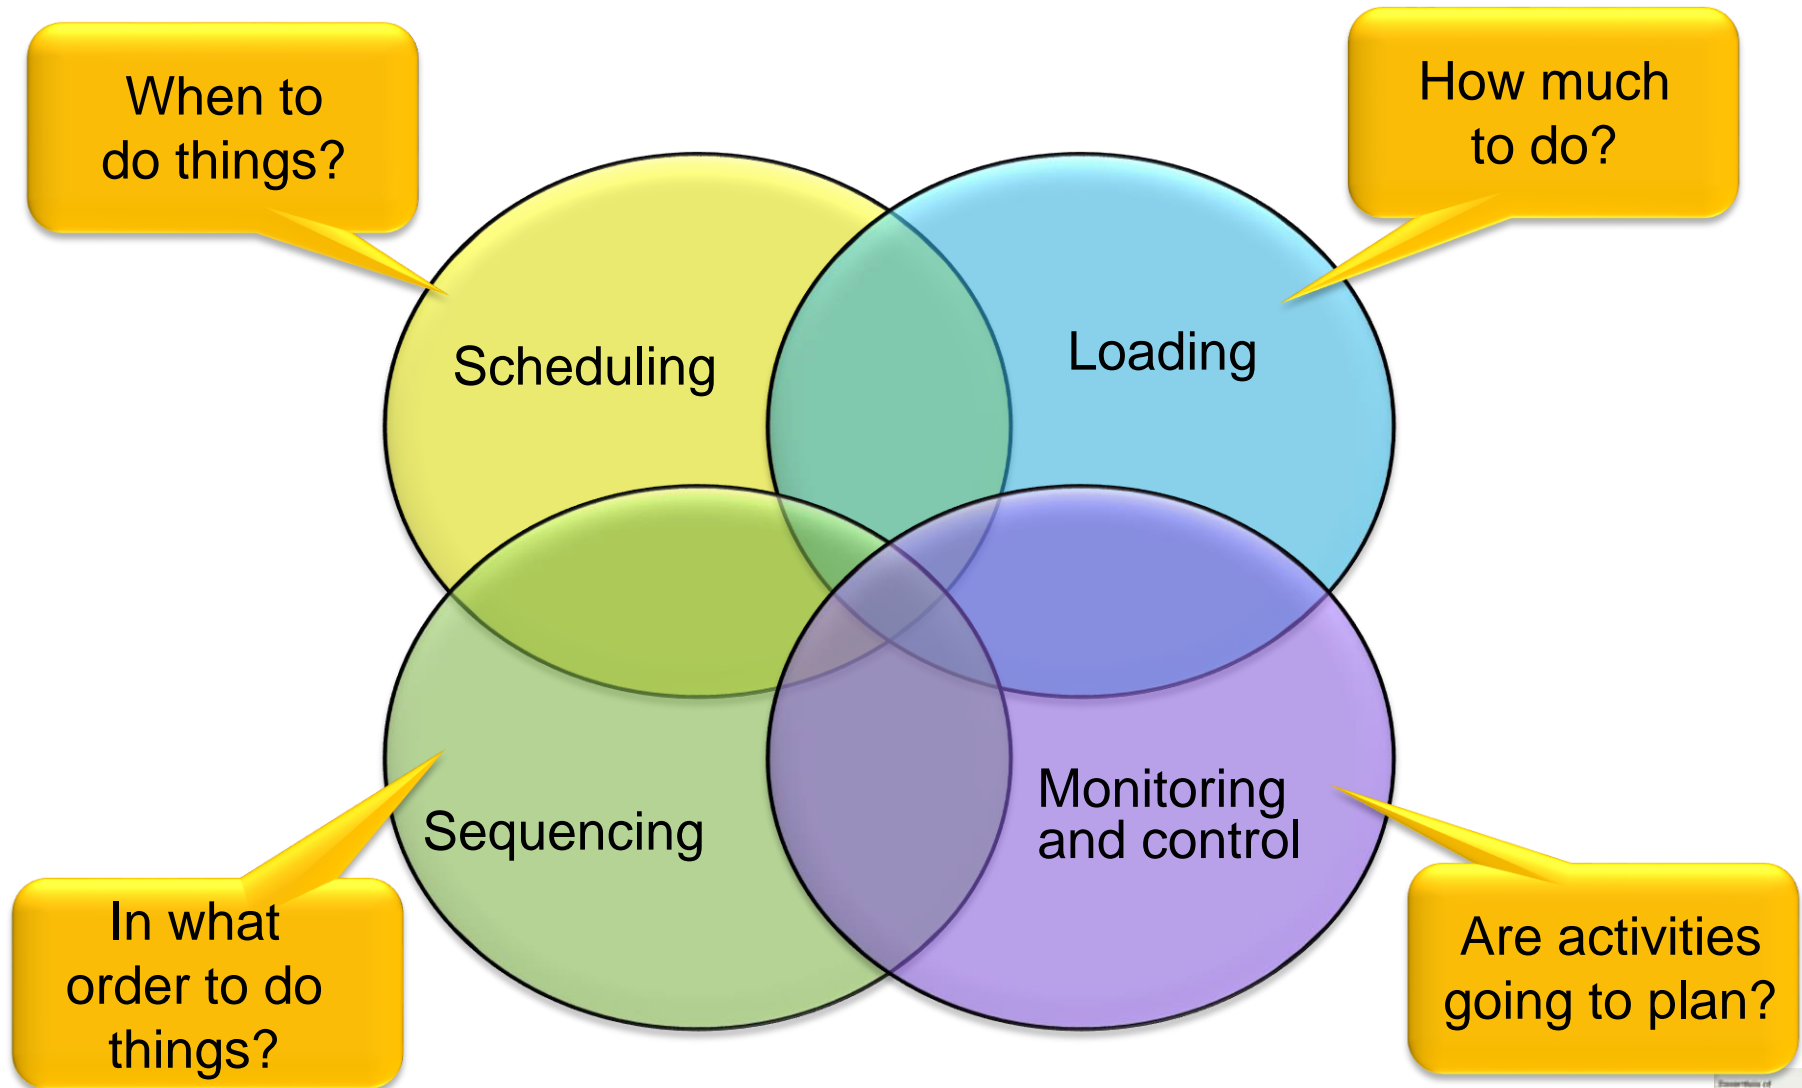 When to
do things?
How much
to do?
Scheduling
Loading
Sequencing
Monitoring
and control
In what
order to do
things?
Are activities
going to plan?